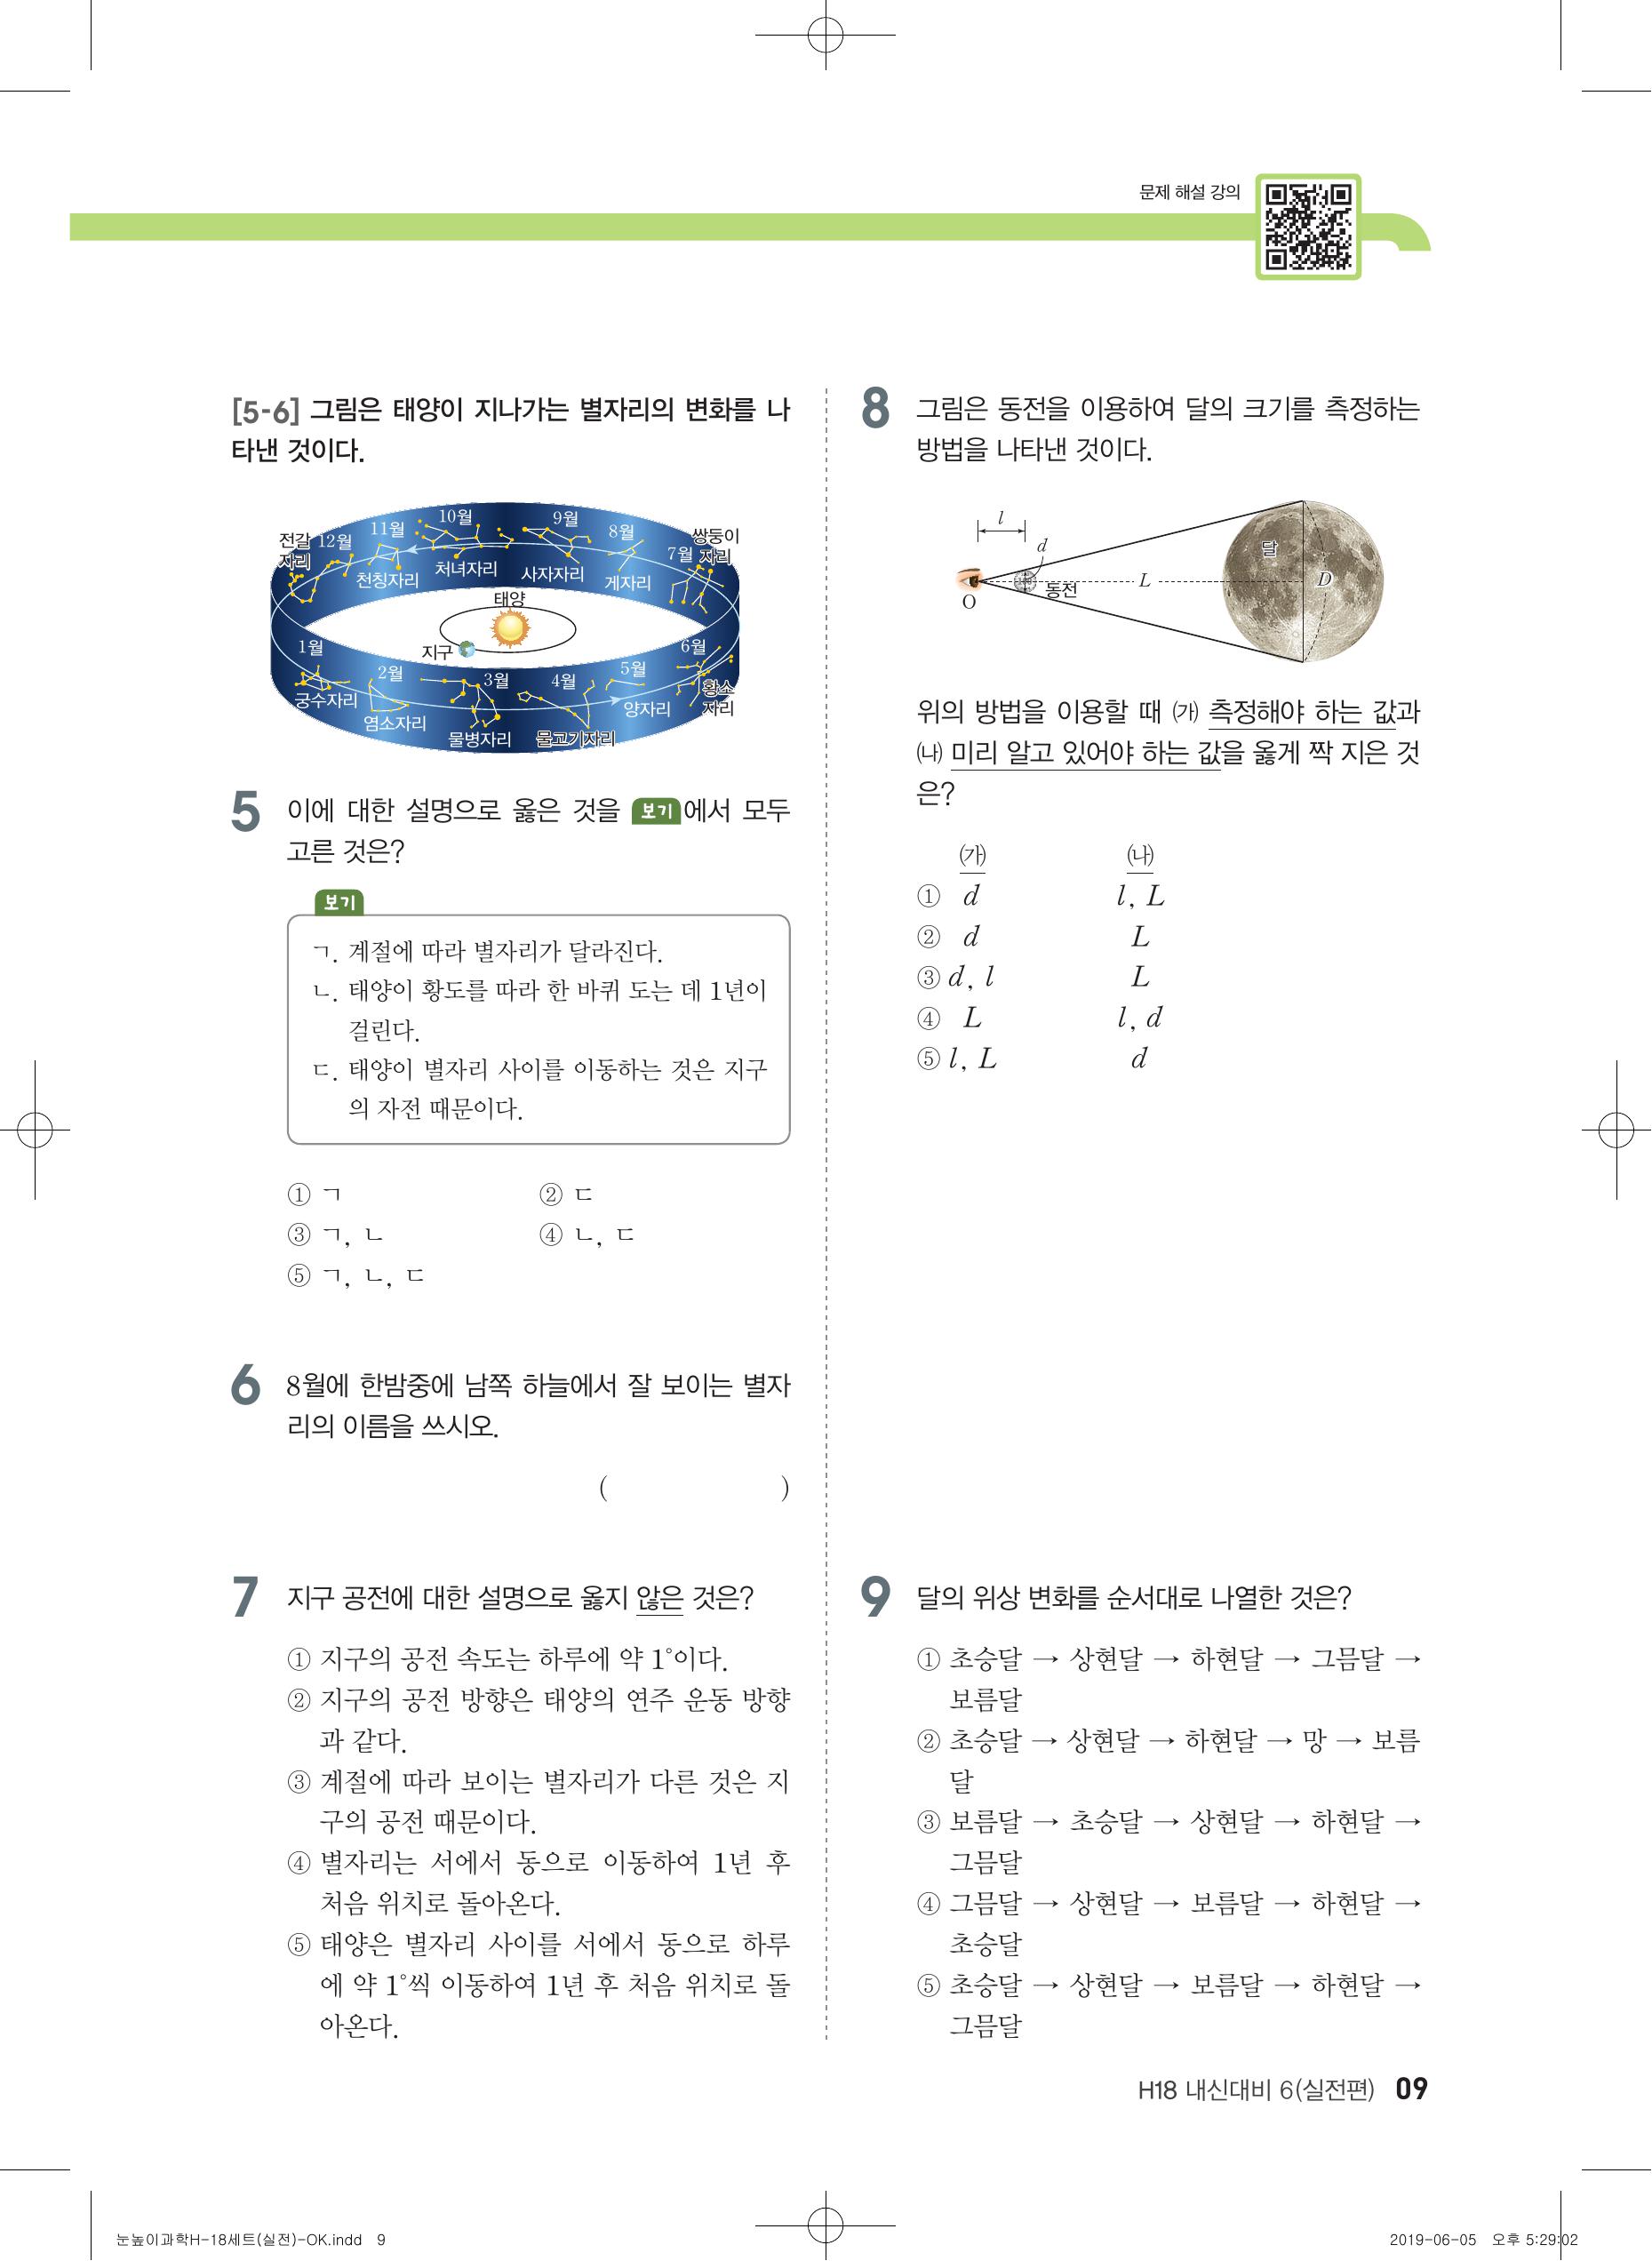 문제 해설 강의
[5-6] 그림은 태양이 지나가는 별자리의 변화를 나
타낸 것이다.
전갈
자리
12월
11월
10월
9월
8월
7월
쌍둥이
자리
천칭자리
처녀자리
사자자리
게자리
태양
지구
1월
2월
3월
4월
5월
6월
궁수자리
염소자리
물병자리
물고기자리
양자리
황소
자리
5 이에 대한 설명으로 옳은 것을 보기에서 모두
고른 것은?
보기
ㄱ. 계절에 따라 별자리가 달라진다.
ㄴ. 태양이 황도를 따라 한 바퀴 도는 데 1년이
걸린다.
ㄷ. 태양이 별자리 사이를 이동하는 것은 지구
의 자전 때문이다.
① ㄱ ② ㄷ
③ ㄱ, ㄴ ④ ㄴ, ㄷ
⑤ ㄱ, ㄴ, ㄷ
6 8월에 한밤중에 남쪽 하늘에서 잘 보이는 별자
리의 이름을 쓰시오.
( )
7 지구 공전에 대한 설명으로 옳지 않은 것은?
① 지구의 공전 속도는 하루에 약 1°이다.
② 지구의 공전 방향은 태양의 연주 운동 방향
과 같다.
③ 계절에 따라 보이는 별자리가 다른 것은 지
구의 공전 때문이다.
④ 별자리는 서에서 동으로 이동하여 1년 후
처음 위치로 돌아온다.
⑤ 태양은 별자리 사이를 서에서 동으로 하루
에 약 1°씩 이동하여 1년 후 처음 위치로 돌
아온다.
8 그림은 동전을 이용하여 달의 크기를 측정하는
방법을 나타낸 것이다.
l
d
달
O
동전
L
D
위의 방법을 이용할 때 ㈎ 측정해야 하는 값과
㈏ 미리 알고 있어야 하는 값을 옳게 짝 지은 것
은?
㈎ ㈏
① d l, L
② d L
③ d, l L
④ L l, d
⑤ l, L d
9 달의 위상 변화를 순서대로 나열한 것은?
① 초승달 → 상현달 → 하현달 → 그믐달 →
보름달
② 초승달 → 상현달 → 하현달 → 망 → 보름
달
③ 보름달 → 초승달 → 상현달 → 하현달 →
그믐달
④ 그믐달 → 상현달 → 보름달 → 하현달 →
초승달
⑤ 초승달 → 상현달 → 보름달 → 하현달 →
그믐달
H18 내신대비 6(실전편) 09
눈높이과학H-18세트(실전)-OK.indd 9
2019-06-05 오후 5:29:02